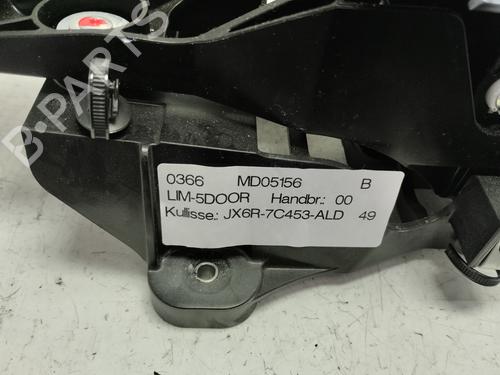 B-PARTS
0366 MD05156 B
LIM-5DOOR Handbr.: 00
Kulisse.: JX6R-7C453-ALD 49